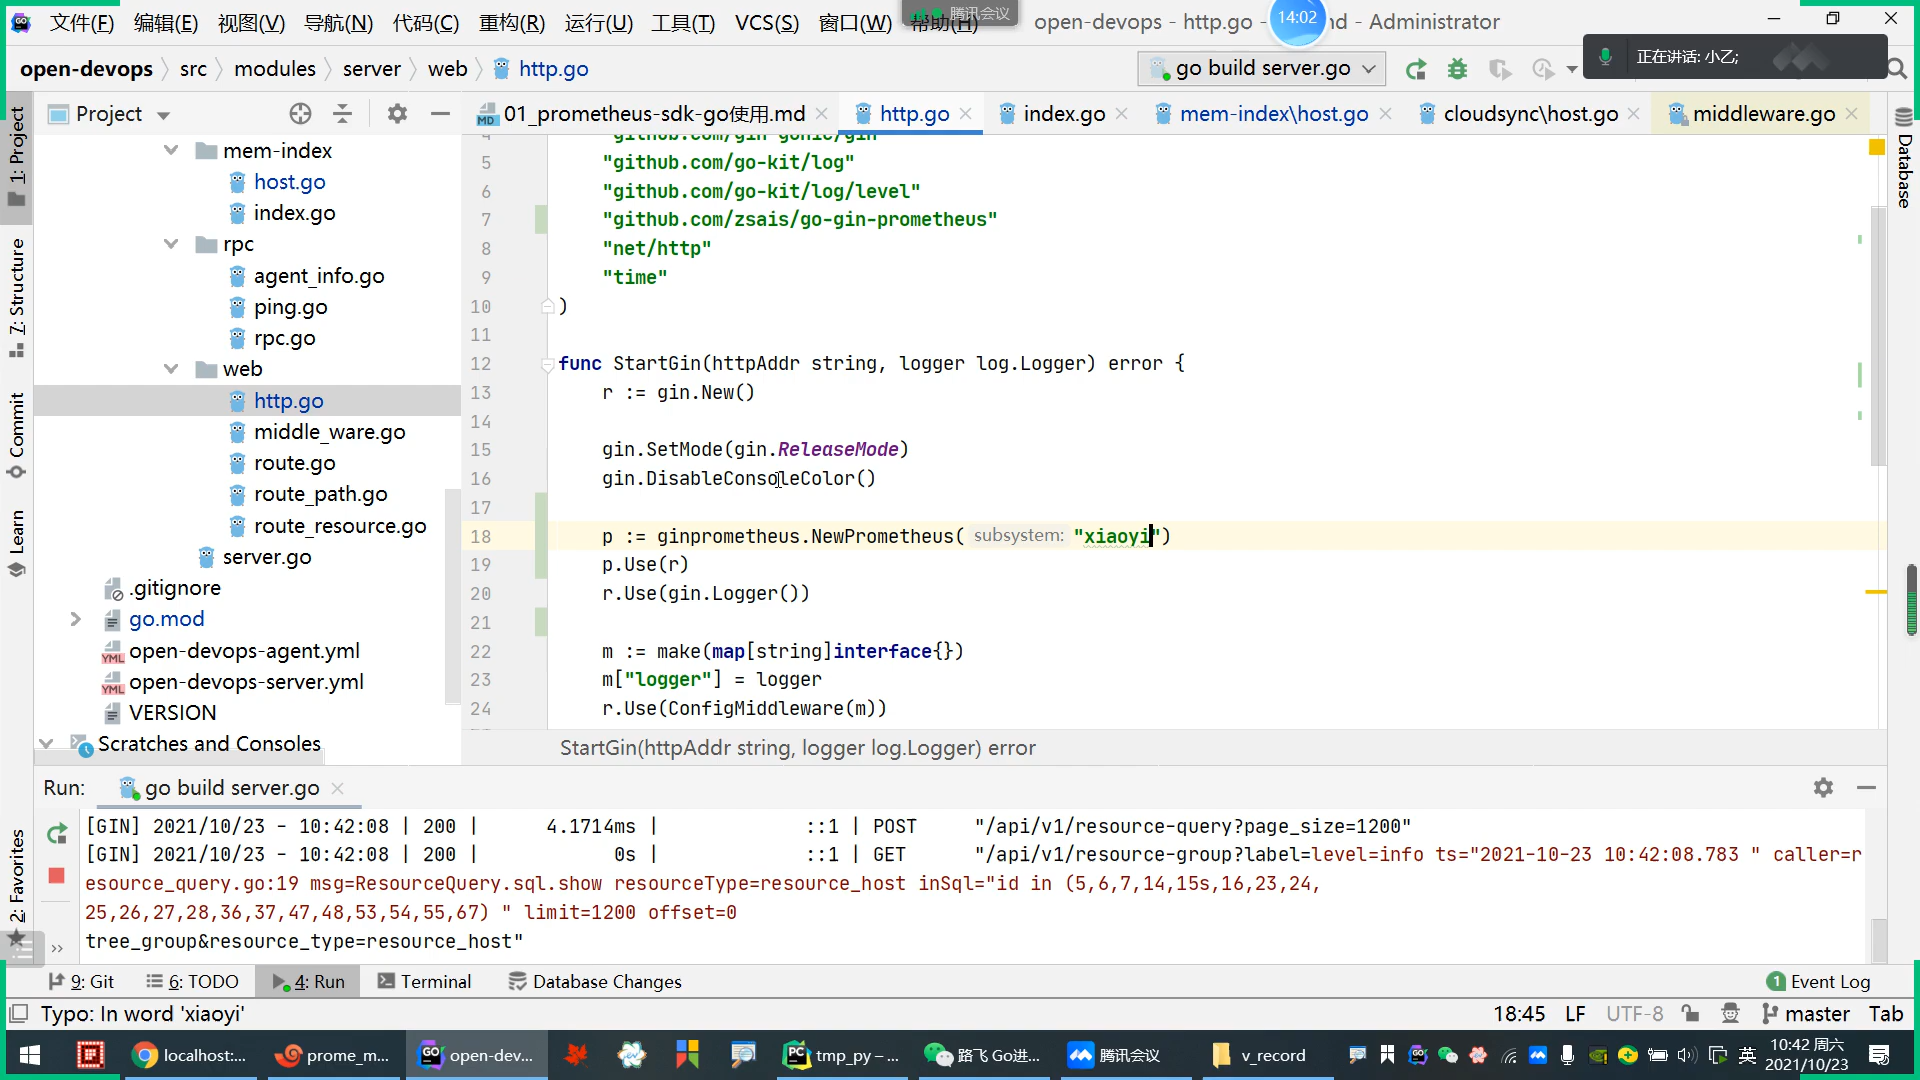 文件(F) 编辑(E) 视图(V) 导航(N) 代码(C) 重构(R) 运行(U) 工具(T) VCS(S) 窗口(W) 帮助(H) 腾讯会议 open-devops - http.go - 14:02 nd - Administrator
open-devops src modules server web http.go go build server.go 正在讲话: 小乙;
1: Project
7: Structure
Commit
Learn
2: Favorites
Database
Project
01_prometheus-sdk-go使用.md http.go index.go mem-index\host.go cloudsync\host.go middleware.go
mem-index
host.go
index.go
rpc
agent_info.go
ping.go
rpc.go
web
http.go
middle_ware.go
route.go
route_path.go
route_resource.go
server.go
.gitignore
go.mod
open-devops-agent.yml
open-devops-server.yml
VERSION
Scratches and Consoles
4 "github.com/gin-gonic/gin"
5 "github.com/go-kit/log"
6 "github.com/go-kit/log/level"
7 "github.com/zsais/go-gin-prometheus"
8 "net/http"
9 "time"
10 )
11
12 func StartGin(httpAddr string, logger log.Logger) error {
13 r := gin.New()
14
15 gin.SetMode(gin.ReleaseMode)
16 gin.DisableConsoleColor()
17
18 p := ginprometheus.NewPrometheus( subsystem: "xiaoyi")
19 p.Use(r)
20 r.Use(gin.Logger())
21
22 m := make(map[string]interface{})
23 m["logger"] = logger
24 r.Use(ConfigMiddleware(m))
StartGin(httpAddr string, logger log.Logger) error
Run: go build server.go
[GIN] 2021/10/23 - 10:42:08 | 200 | 4.1714ms | ::1 | POST "/api/v1/resource-query?page_size=1200"
[GIN] 2021/10/23 - 10:42:08 | 200 | 0s | ::1 | GET "/api/v1/resource-group?label=level=info ts="2021-10-23 10:42:08.783 " caller=r
esource_query.go:19 msg=ResourceQuery.sql.show resourceType=resource_host inSql="id in (5,6,7,14,15s,16,23,24,
25,26,27,28,36,37,47,48,53,54,55,67) " limit=1200 offset=0
tree_group&resource_type=resource_host"
9: Git 6: TODO 4: Run Terminal Database Changes 1 Event Log
Typo: In word 'xiaoyi' 18:45 LF UTF-8 master Tab
localhost:... prome_m... open-dev... tmp_py – ... 路飞 Go进... 腾讯会议 v_record 英 10:42 周六
2021/10/23